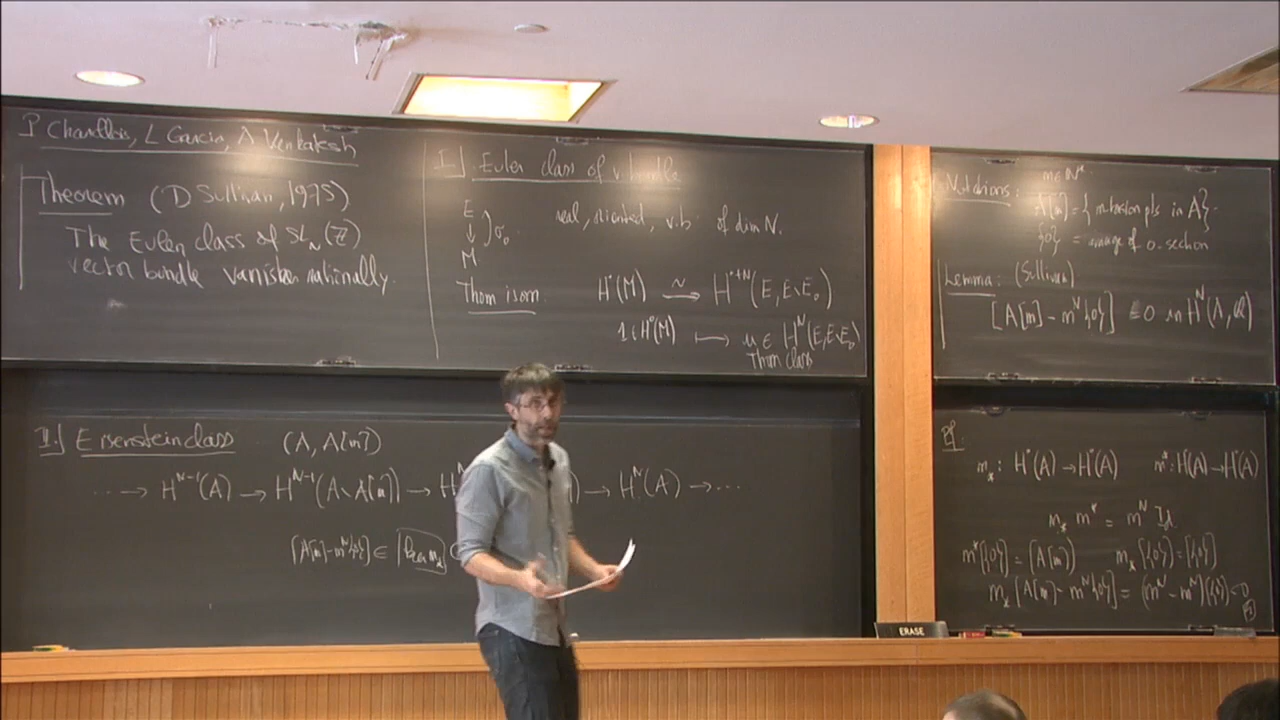 P Charollois, L Garcia, A Venkatesh
Theorem (D Sullivan, 1975)
The Euler class of SL_N(ℤ)
vector bundle vanishes rationally.
I.] Euler class of v. bundle
E
↓
M
σ₀
real, oriented, v.b of dim N.
Thom isom. H^•(M) ⥲ H^{•+N}(E, E∖E₀)
1 ∈ H⁰(M) ⟼ u ∈ H^N(E, E∖E₀)
Thom class
Notations: m ∈ ℕ*
A[m] = { m torsion pts in A }
{0} = image of 0-section
Lemma: (Sullivan)
[A[m] - m^N{0}] = 0 in H^N(A, ℚ)
II.] Eisenstein class (A, A[m])
⋯ → H^{N-1}(A) → H^{N-1}(A∖A[m]) → H → H^N(A) → ⋯
[A[m] - m^N{0}] ∈
Pf:
m_*: H^•(A) → H^•(A) m^*: H^•(A) → H^•(A)
m_* m^* = m^N Id
m^*[{0}] = [A[m]] m_*[{0}] = [{0}]
m_*[A[m] - m^N{0}] = (m^N - m^N)[{0}] = 0
ERASE